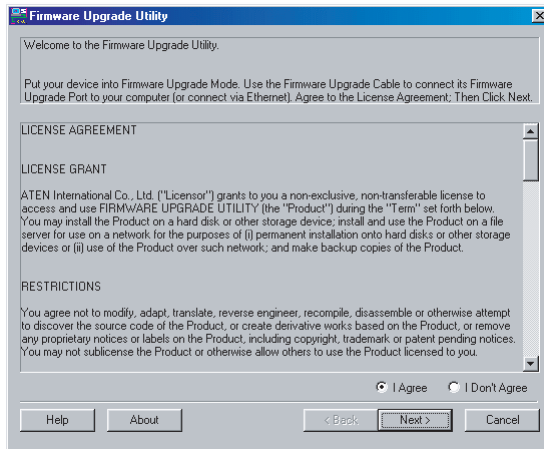 Firmware Upgrade Utility
Welcome to the Firmware Upgrade Utility.
Put your device into Firmware Upgrade Mode. Use the Firmware Upgrade Cable to connect its Firmware
Upgrade Port to your computer (or connect via Ethernet). Agree to the License Agreement; Then Click Next.
LICENSE AGREEMENT
LICENSE GRANT
ATEN International Co., Ltd. ("Licensor") grants to you a non-exclusive, non-transferable license to
access and use FIRMWARE UPGRADE UTILITY (the "Product") during the "Term" set forth below.
You may install the Product on a hard disk or other storage device; install and use the Product on a file
server for use on a network for the purposes of (i) permanent installation onto hard disks or other storage
devices or (ii) use of the Product over such network; and make backup copies of the Product.
RESTRICTIONS
You agree not to modify, adapt, translate, reverse engineer, recompile, disassemble or otherwise attempt
to discover the source code of the Product, or create derivative works based on the Product, or remove
any proprietary notices or labels on the Product, including copyright, trademark or patent pending notices.
You may not sublicense the Product or otherwise allow others to use the Product licensed to you.
I Agree I Don't Agree
Help About < Back Next > Cancel